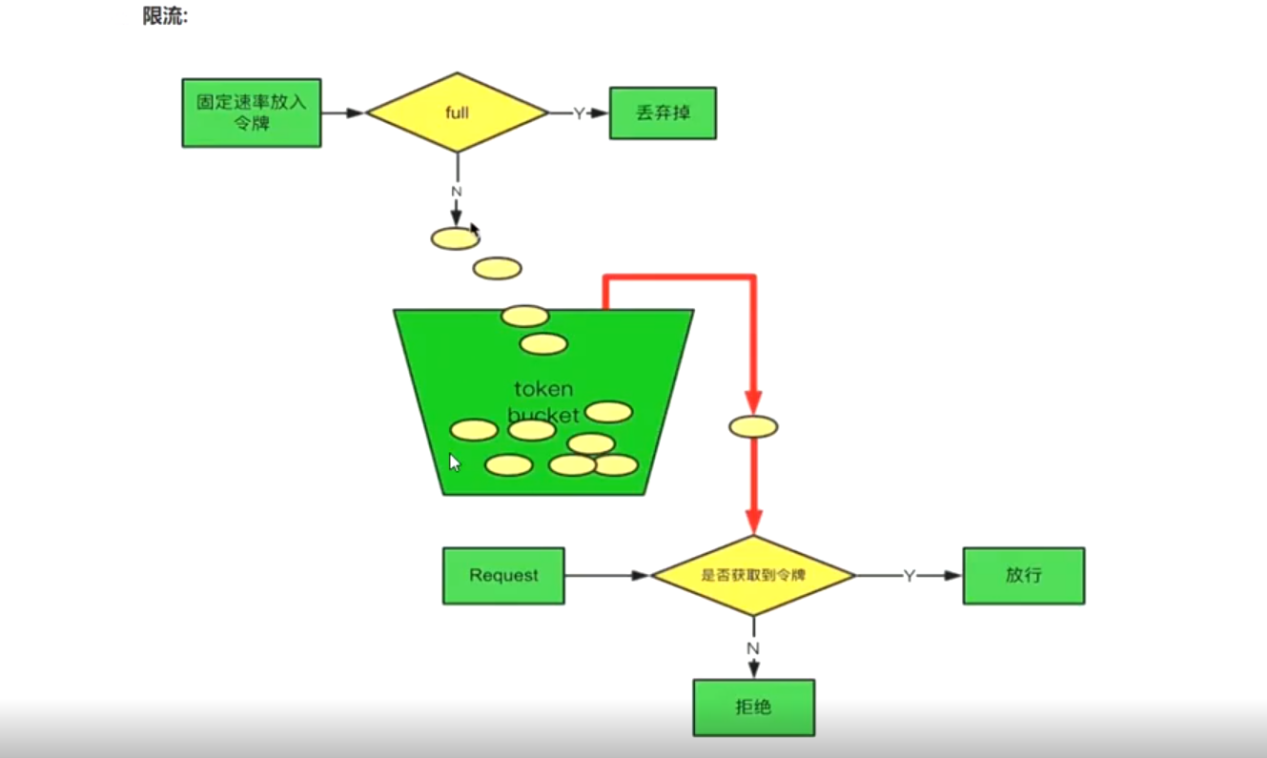 限流:
固定速率放入
令牌
full
Y
丢弃掉
N
token
bucket
Request
是否获取到令牌
Y
放行
N
拒绝